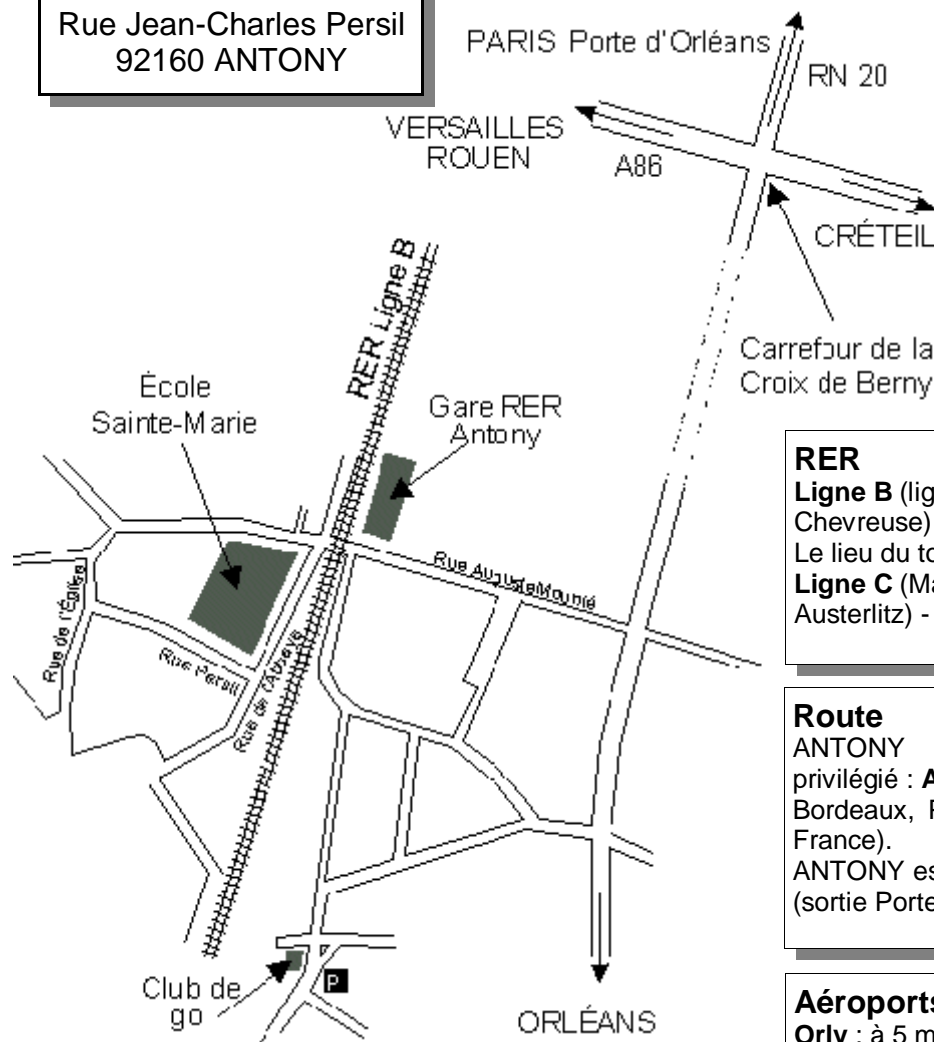 Rue Jean-Charles Persil
92160 ANTONY
PARIS Porte d'Orléans
RN 20
VERSAILLES
ROUEN
A86
CRÉTEIL
Carrefour de la
Croix de Berny
RER Ligne B
École
Sainte-Marie
Gare RER
Antony
Rue Auguste Mounié
Rue de l'Église
Rue Persil
Rue de l'Abbaye
Club de
go
P
ORLÉANS
RER
Ligne B (lig
Chevreuse)
Le lieu du to
Ligne C (Ma
Austerlitz) -
Route
ANTONY
privilégié : A
Bordeaux, P
France).
ANTONY es
(sortie Porte
Aéroports
Orly : à 5 m